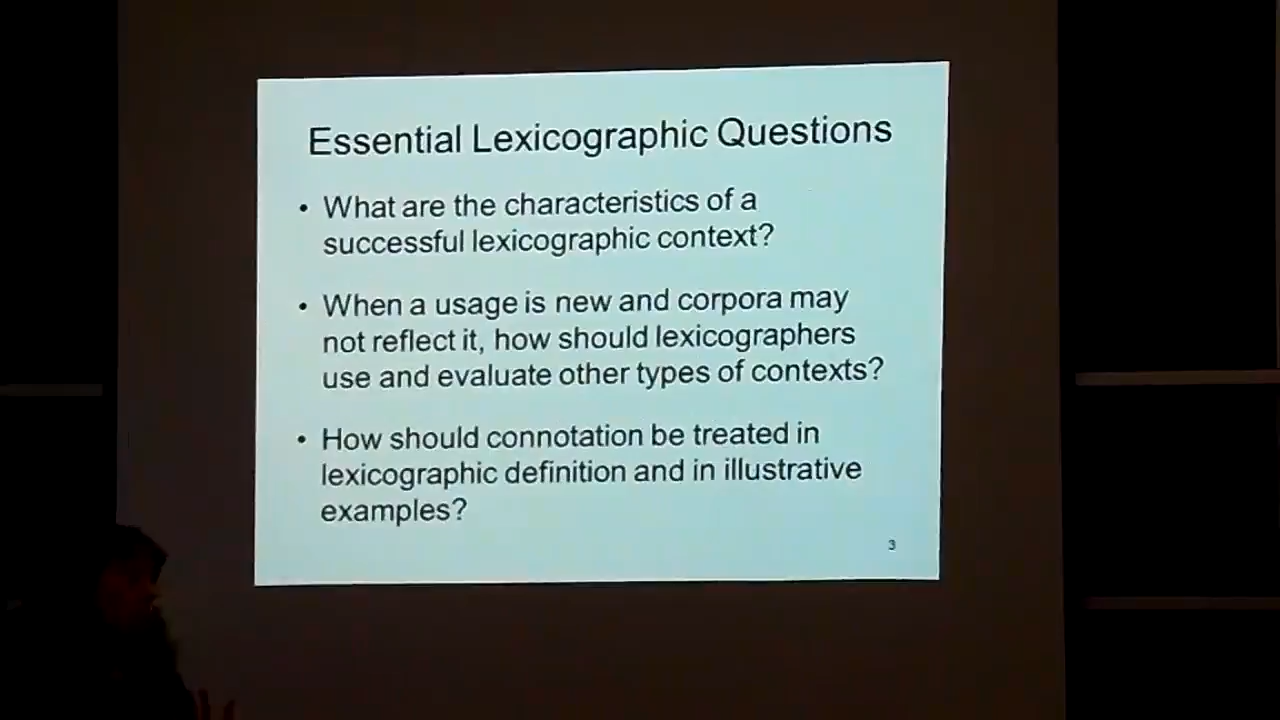 Essential Lexicographic Questions
• What are the characteristics of a
successful lexicographic context?
• When a usage is new and corpora may
not reflect it, how should lexicographers
use and evaluate other types of contexts?
• How should connotation be treated in
lexicographic definition and in illustrative
examples?
3